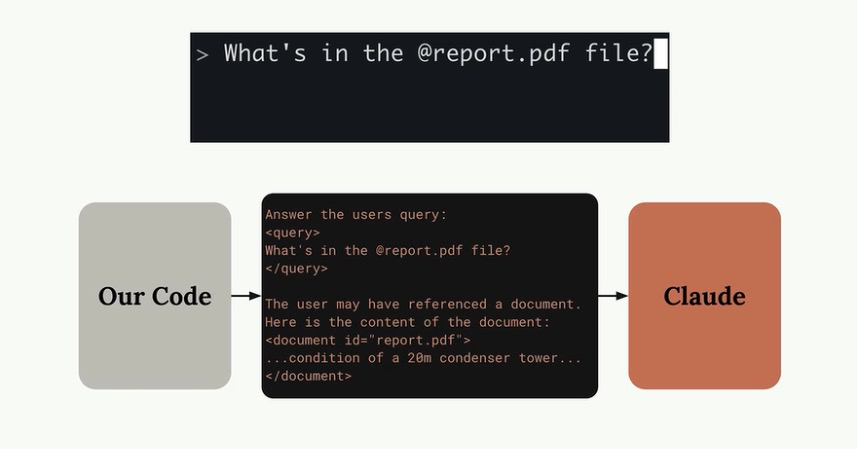 > What's in the @report.pdf file?
Our Code
Answer the users query:
<query>
What's in the @report.pdf file?
</query>
The user may have referenced a document.
Here is the content of the document:
<document id="report.pdf">
...condition of a 20m condenser tower...
</document>
Claude